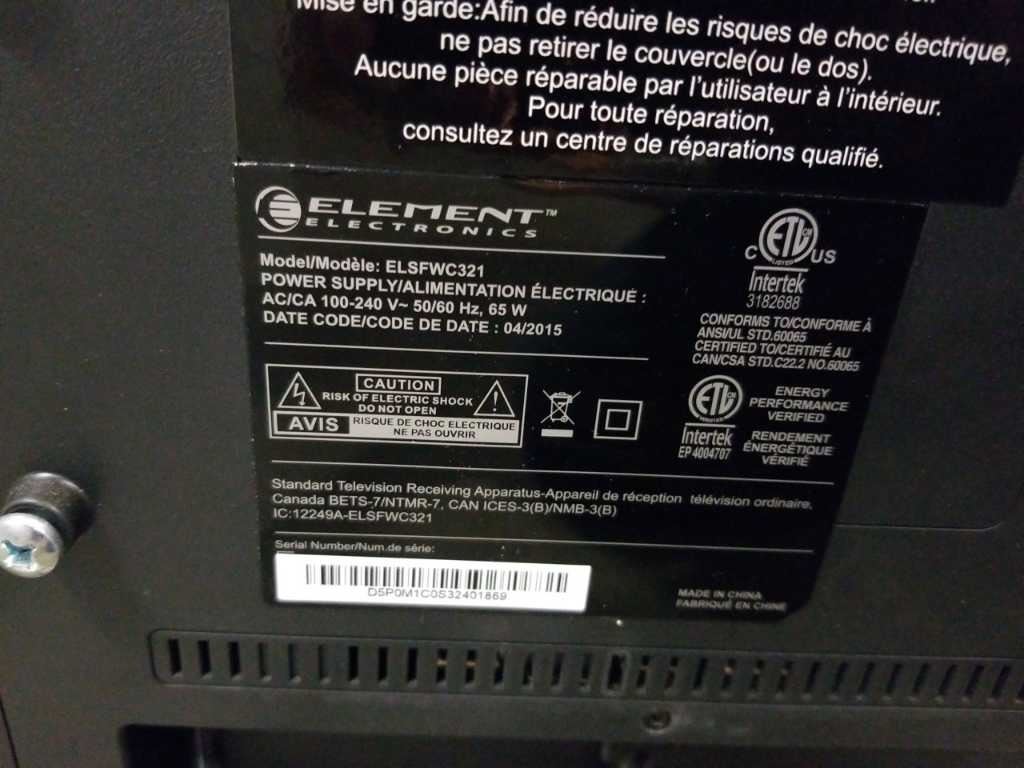 Mise en garde:Afin de réduire les risques de choc électrique,
ne pas retirer le couvercle(ou le dos).
Aucune pièce réparable par l'utilisateur à l'intérieur.
Pour toute réparation,
consultez un centre de réparations qualifié.
ELEMENT™
ELECTRONICS
Model/Modèle: ELSFWC321
POWER SUPPLY/ALIMENTATION ÉLECTRIQUE :
AC/CA 100-240 V~ 50/60 Hz, 65 W
DATE CODE/CODE DE DATE : 04/2015
ETL CM
LISTED
C US
Intertek
3182688
CONFORMS TO/CONFORME À
ANSI/UL STD.60065
CERTIFIED TO/CERTIFIÉ AU
CAN/CSA STD.C22.2 NO.60065
CAUTION
RISK OF ELECTRIC SHOCK
DO NOT OPEN
AVIS
RISQUE DE CHOC ELECTRIQUE
NE PAS OUVRIR
ETL CM
Intertek
EP 4004707
ENERGY
PERFORMANCE
VERIFIED
RENDEMENT
ÉNERGÉTIQUE
VÉRIFIÉ
Standard Television Receiving Apparatus-Appareil de réception télévision ordinaire,
Canada BETS-7/NTMR-7, CAN ICES-3(B)/NMB-3(B)
IC:12249A-ELSFWC321
Serial Number/Num.de série:
D5P0M1C0S32401869
MADE IN CHINA
FABRIQUÉ EN CHINE